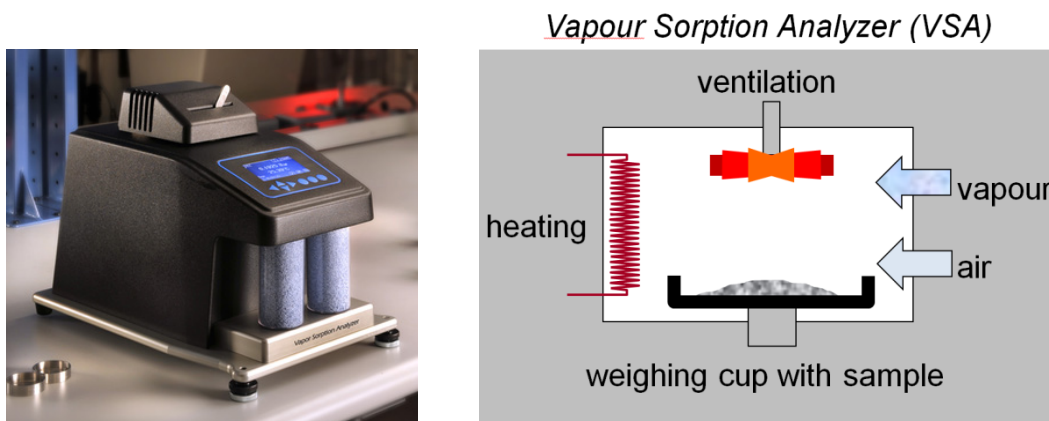 Vapour Sorption Analyzer (VSA)
ventilation
vapour
heating
air
weighing cup with sample
Vapor Sorption Analyzer